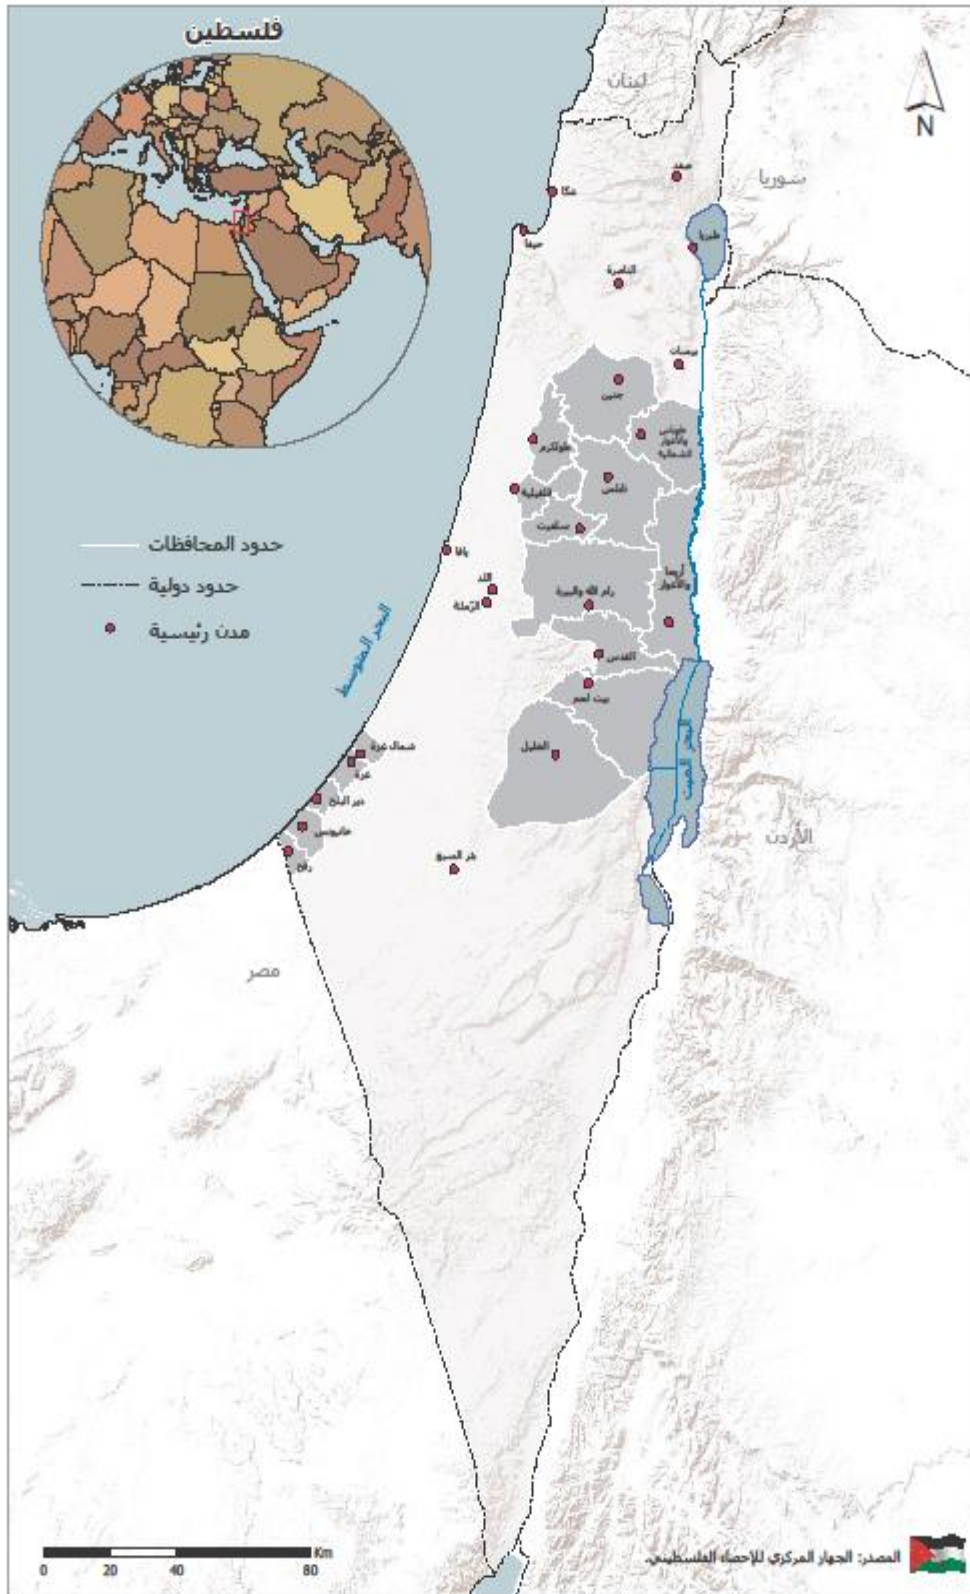 فلسطين
N
لبنان
سوريا
صفد
عكا
طبريا
حيفا
الناصرة
بيسان
جنين
طوباس
والأغوار
الشمالية
طولكرم
نابلس
قلقيلية
سلفيت
حدود المحافظات
حدود دولية
مدن رئيسية
يافا
اللد
الرملة
أريحا
والأغوار
رام الله والبيرة
القدس
بيت لحم
البحر المتوسط
البحر الميت
الخليل
شمال غزة
غزة
دير البلح
خانيونس
رفح
بئر السبع
الأردن
مصر
0 20 40 80 Km
المصدر: الجهاز المركزي للإحصاء الفلسطيني.